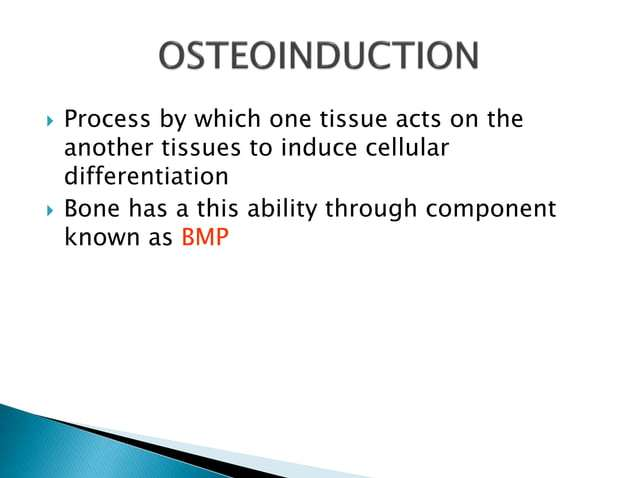 OSTEOINDUCTION
Process by which one tissue acts on the
another tissues to induce cellular
differentiation
Bone has a this ability through component
known as BMP